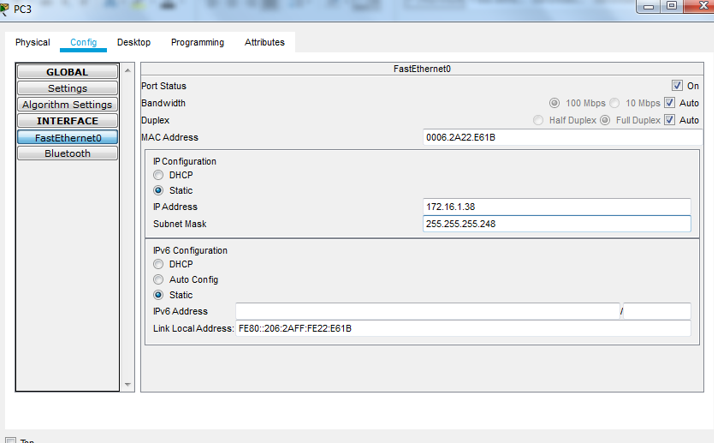 PC3
Physical Config Desktop Programming Attributes
GLOBAL
Settings
Algorithm Settings
INTERFACE
FastEthernet0
Bluetooth
FastEthernet0
Port Status On
Bandwidth 100 Mbps 10 Mbps Auto
Duplex Half Duplex Full Duplex Auto
MAC Address 0006.2A22.E61B
IP Configuration
DHCP
Static
IP Address 172.16.1.38
Subnet Mask 255.255.255.248
IPv6 Configuration
DHCP
Auto Config
Static
IPv6 Address /
Link Local Address: FE80::206:2AFF:FE22:E61B
Top